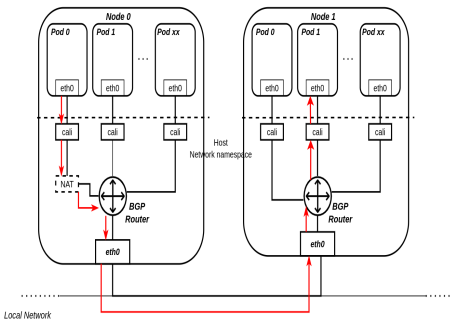 Node 0
Node 1
Pod 0
Pod 1
Pod xx
Pod 0
Pod 1
Pod xx
...
...
eth0
eth0
eth0
eth0
eth0
eth0
cali
cali
cali
cali
cali
cali
Host
Network namespace
NAT
BGP
Router
BGP
Router
eth0
eth0
Local Network